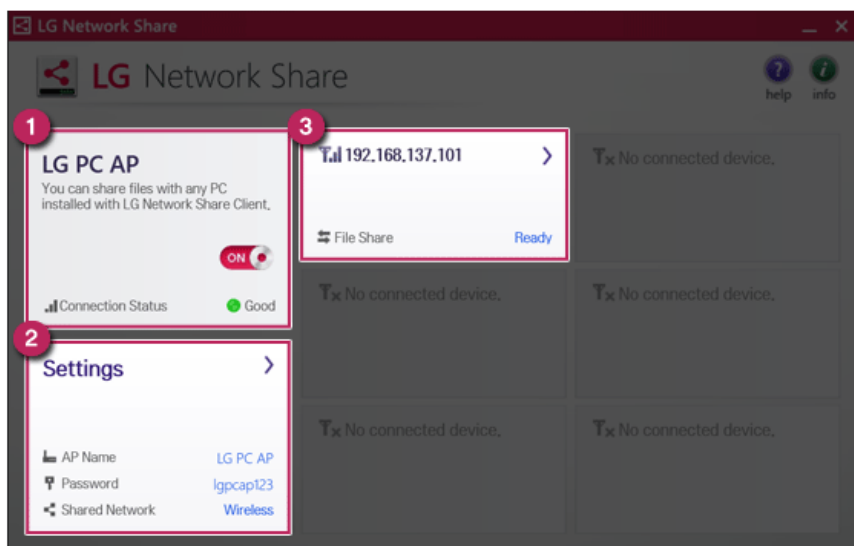 LG Network Share
LG Network Share
help
info
1
LG PC AP
You can share files with any PC
installed with LG Network Share Client.
ON
Connection Status
Good
2
Settings
AP Name
LG PC AP
Password
lgpcap123
Shared Network
Wireless
3
192.168.137.101
File Share
Ready
No connected device.
No connected device.
No connected device.
No connected device.
No connected device.